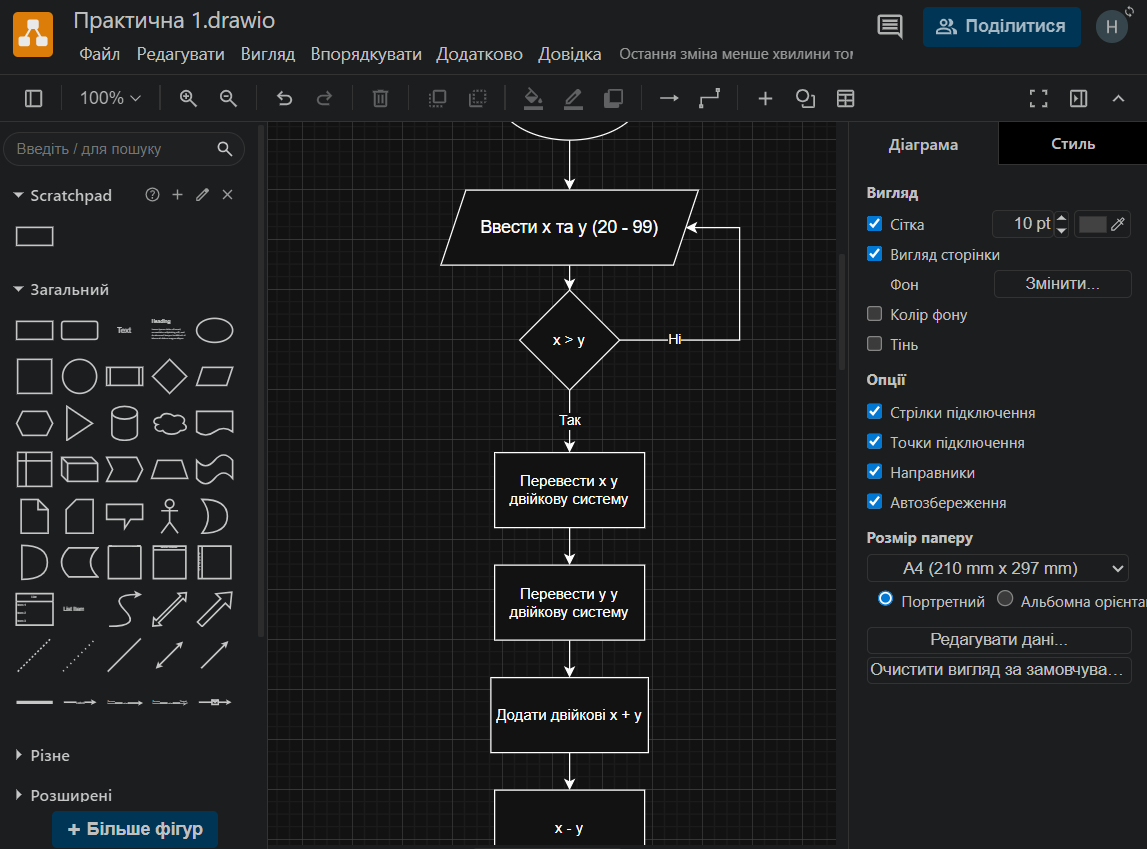 Практична 1.drawio
Файл Редагувати Вигляд Впорядкувати Додатково Довідка Остання зміна менше хвилини том
Поділитися
H
100%
Введіть / для пошуку
Scratchpad
Загальний
Text
Heading
List Item
Різне
Розширені
+ Більше фігур
Ввести x та y (20 - 99)
x > y
Ні
Так
Перевести x у
двійкову систему
Перевести y у
двійкову систему
Додати двійкові x + y
x - y
Діаграма
Стиль
Вигляд
Сітка
10 pt
Вигляд сторінки
Фон
Змінити...
Колір фону
Тінь
Опції
Стрілки підключення
Точки підключення
Направники
Автозбереження
Розмір паперу
A4 (210 mm x 297 mm)
Портретний
Альбомна орієнта
Редагувати дані...
Очистити вигляд за замовчува...